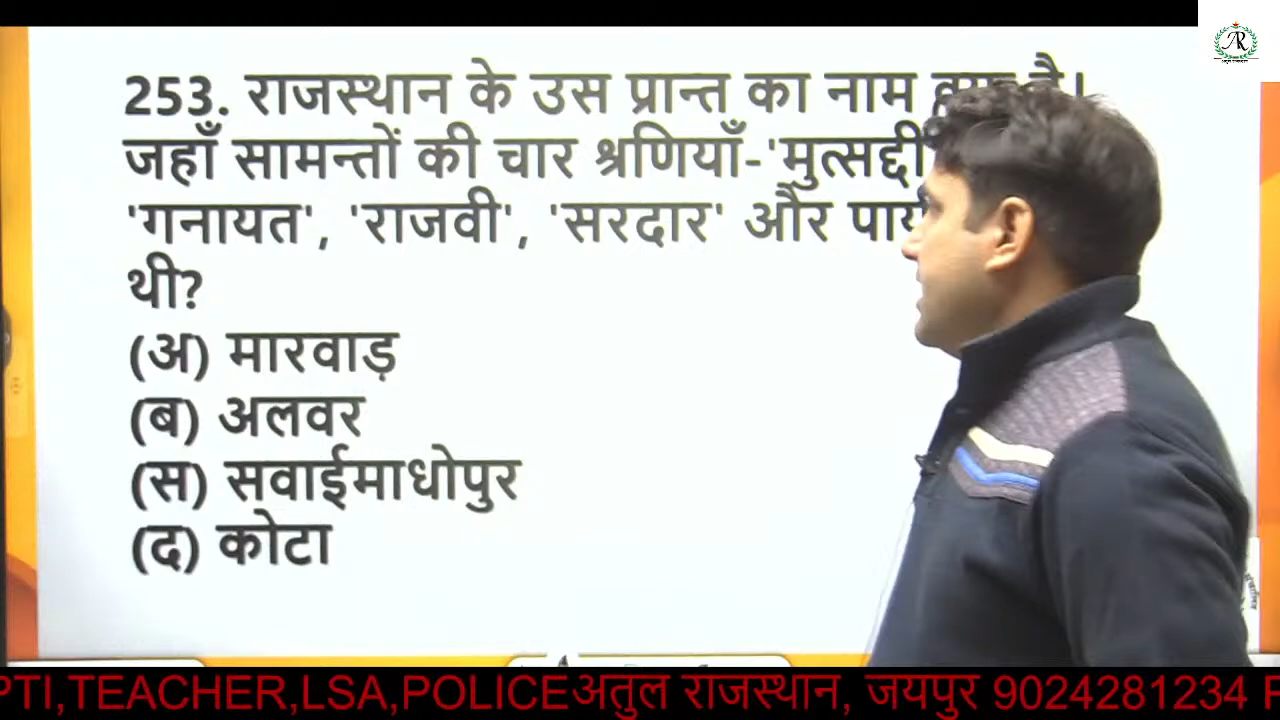 253. राजस्थान के उस प्रान्त का नाम है।
जहाँ सामन्तों की चार श्रणियाँ-'मुत्सद्दी
'गनायत', 'राजवी', 'सरदार' और
थी?
(अ) मारवाड़
(ब) अलवर
(स) सवाईमाधोपुर
(द) कोटा
PTI,TEACHER,LSA,POLICEअतुल राजस्थान, जयपुर 9024281234